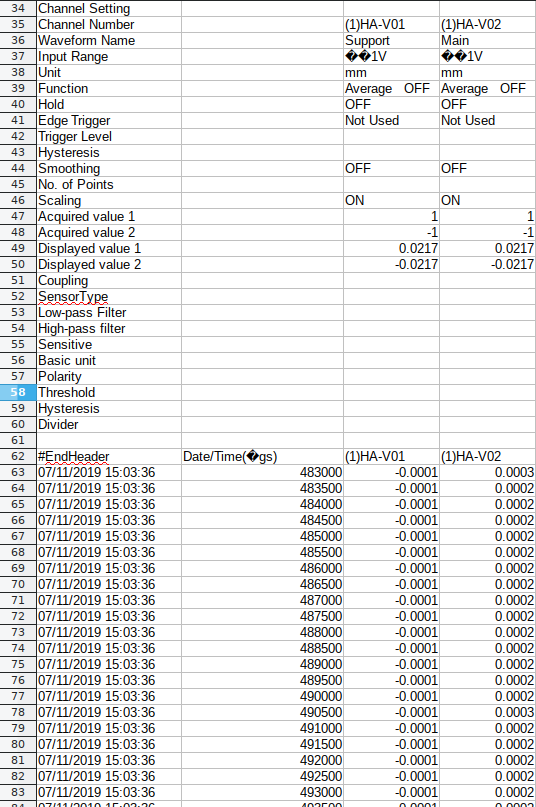 34 Channel Setting
35 Channel Number (1)HA-V01 (1)HA-V02
36 Waveform Name Support Main
37 Input Range ��1V ��1V
38 Unit mm mm
39 Function Average OFF Average OFF
40 Hold OFF OFF
41 Edge Trigger Not Used Not Used
42 Trigger Level
43 Hysteresis
44 Smoothing OFF OFF
45 No. of Points
46 Scaling ON ON
47 Acquired value 1 1 1
48 Acquired value 2 -1 -1
49 Displayed value 1 0.0217 0.0217
50 Displayed value 2 -0.0217 -0.0217
51 Coupling
52 SensorType
53 Low-pass Filter
54 High-pass filter
55 Sensitive
56 Basic unit
57 Polarity
58 Threshold
59 Hysteresis
60 Divider
61
62 #EndHeader Date/Time(�gs) (1)HA-V01 (1)HA-V02
63 07/11/2019 15:03:36 483000 -0.0001 0.0003
64 07/11/2019 15:03:36 483500 -0.0001 0.0002
65 07/11/2019 15:03:36 484000 -0.0001 0.0002
66 07/11/2019 15:03:36 484500 -0.0001 0.0002
67 07/11/2019 15:03:36 485000 -0.0001 0.0002
68 07/11/2019 15:03:36 485500 -0.0001 0.0002
69 07/11/2019 15:03:36 486000 -0.0001 0.0002
70 07/11/2019 15:03:36 486500 -0.0001 0.0002
71 07/11/2019 15:03:36 487000 -0.0001 0.0002
72 07/11/2019 15:03:36 487500 -0.0001 0.0002
73 07/11/2019 15:03:36 488000 -0.0001 0.0002
74 07/11/2019 15:03:36 488500 -0.0001 0.0002
75 07/11/2019 15:03:36 489000 -0.0001 0.0002
76 07/11/2019 15:03:36 489500 -0.0001 0.0002
77 07/11/2019 15:03:36 490000 -0.0001 0.0002
78 07/11/2019 15:03:36 490500 -0.0001 0.0003
79 07/11/2019 15:03:36 491000 -0.0001 0.0002
80 07/11/2019 15:03:36 491500 -0.0001 0.0002
81 07/11/2019 15:03:36 492000 -0.0001 0.0002
82 07/11/2019 15:03:36 492500 -0.0001 0.0002
83 07/11/2019 15:03:36 493000 -0.0001 0.0002